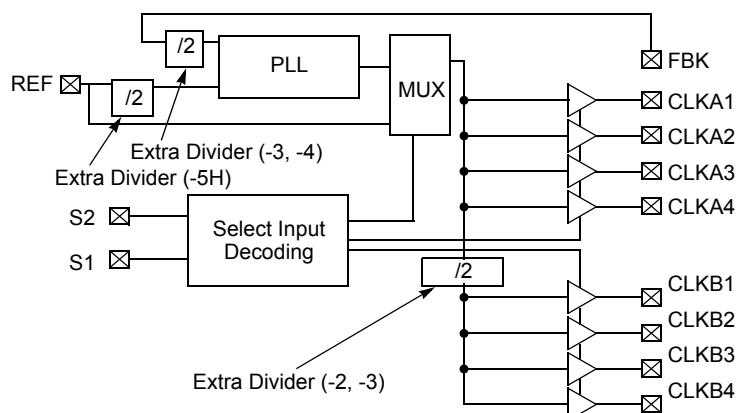 /2
PLL
MUX
FBK
REF
/2
CLKA1
CLKA2
CLKA3
CLKA4
Extra Divider (-3, -4)
Extra Divider (-5H)
S2
S1
Select Input
Decoding
/2
CLKB1
CLKB2
CLKB3
CLKB4
Extra Divider (-2, -3)